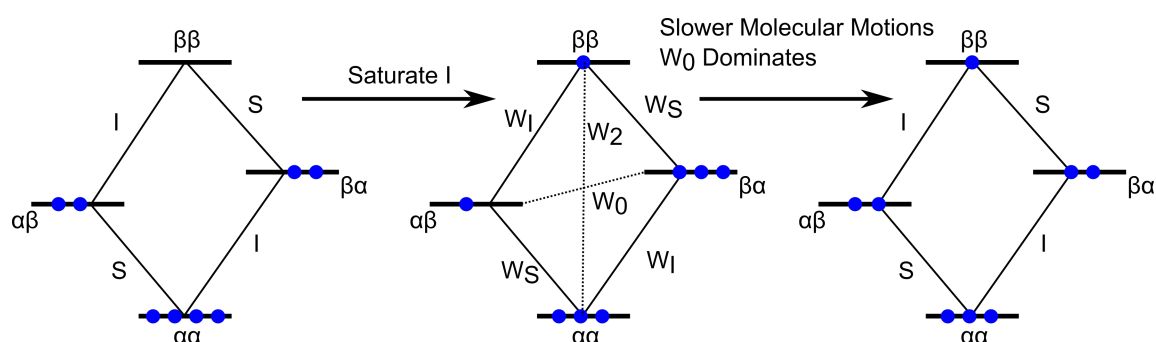 Slower Molecular Motions
W0 Dominates
Saturate I
ββ
I
S
αβ
βα
S
I
αα
ββ
WI
WS
W2
W0
αβ
βα
WS
WI
αα
ββ
I
S
αβ
βα
S
I
αα